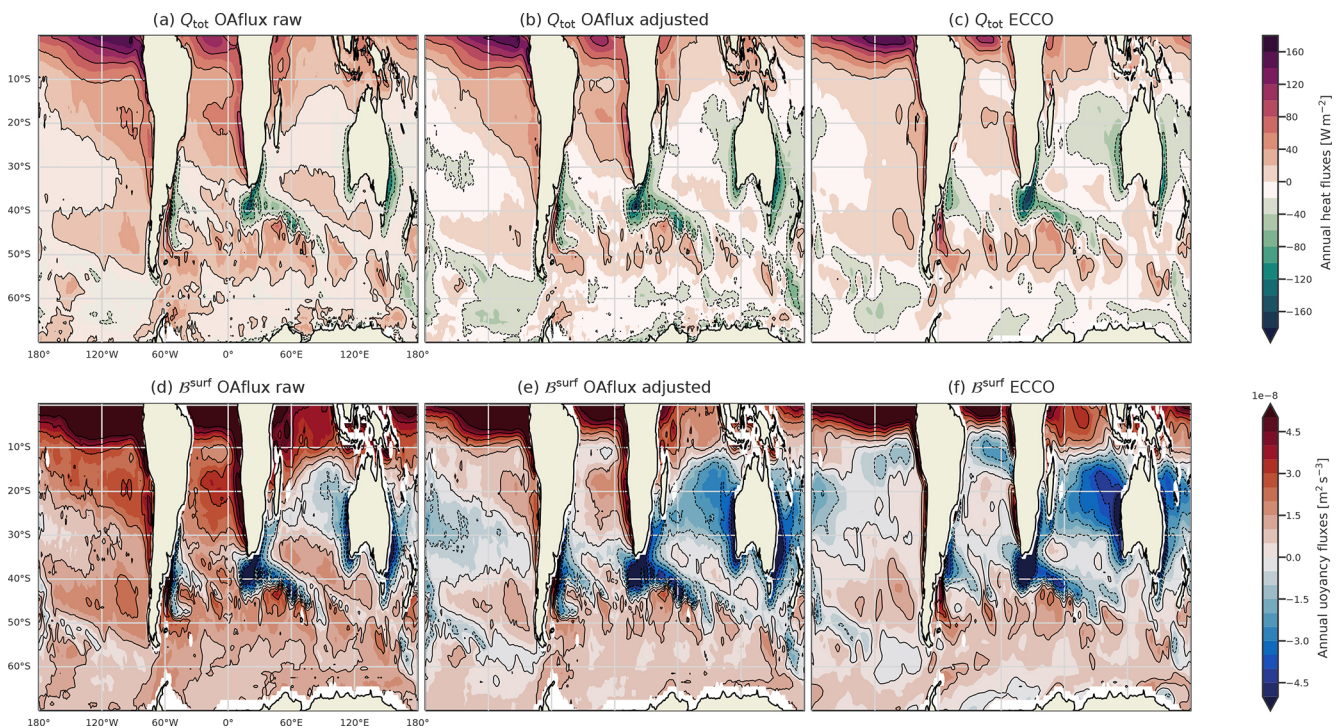 (a) Q_tot OAflux raw
(b) Q_tot OAflux adjusted
(c) Q_tot ECCO
10°S
20°S
30°S
40°S
50°S
60°S
180° 120°W 60°W 0° 60°E 120°E 180°
160
120
80
40
0
−40
−80
−120
−160
Annual heat fluxes [W m⁻²]
(d) ℬ^surf OAflux raw
(e) ℬ^surf OAflux adjusted
(f) ℬ^surf ECCO
10°S
20°S
30°S
40°S
50°S
60°S
180° 120°W 60°W 0° 60°E 120°E 180°
1e−8
4.5
3.0
1.5
0.0
−1.5
−3.0
−4.5
Annual uoyancy fluxes [m² s⁻³]